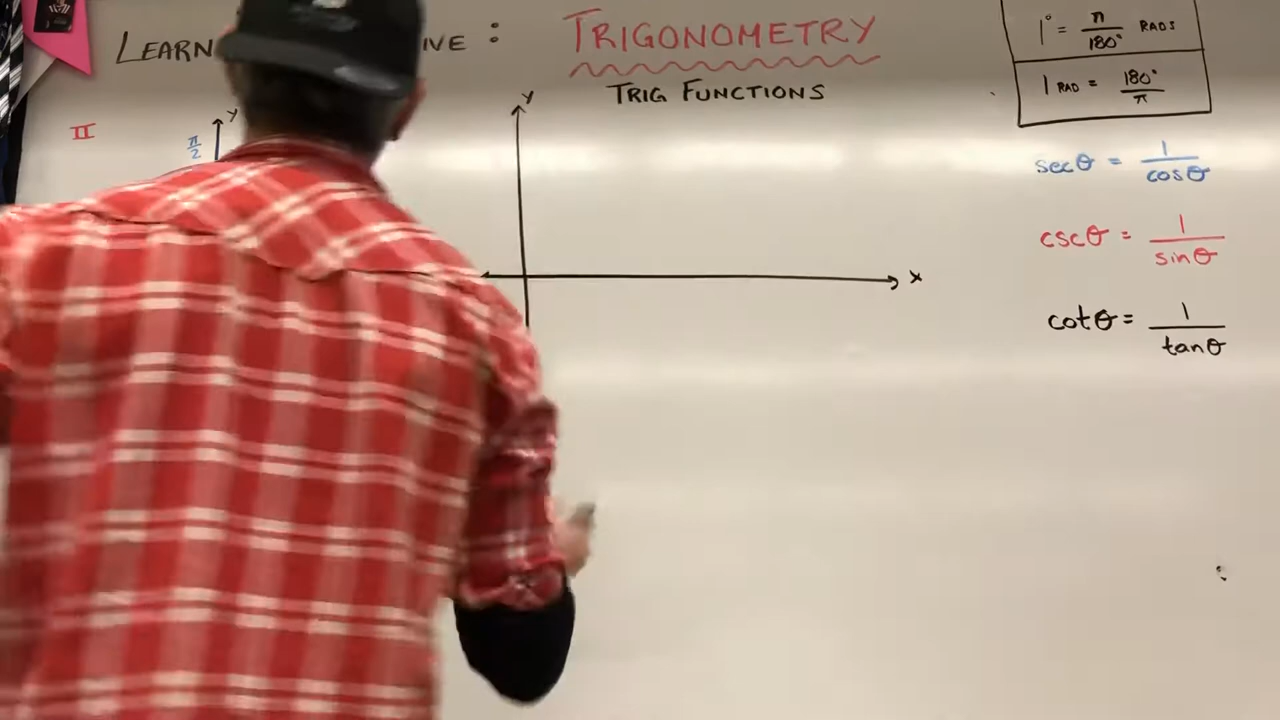 LEARN IVE :
TRIGONOMETRY
TRIG FUNCTIONS
1° = π/180° RADS
1 RAD = 180°/π
II
π/2
y
y
x
secθ = 1/cosθ
cscθ = 1/sinθ
cotθ = 1/tanθ